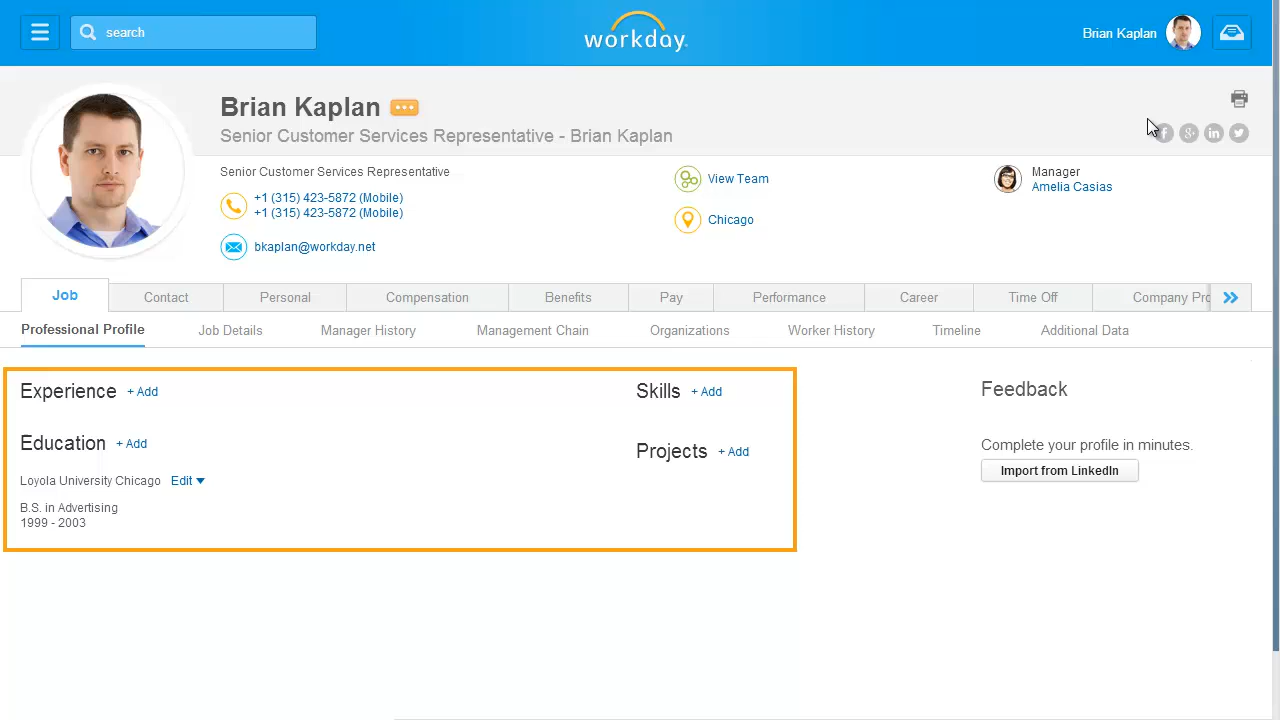 search
workday
Brian Kaplan
Brian Kaplan
Senior Customer Services Representative - Brian Kaplan
f g+ in
Senior Customer Services Representative
+1 (315) 423-5872 (Mobile)
+1 (315) 423-5872 (Mobile)
bkaplan@workday.net
View Team
Chicago
Manager
Amelia Casias
Job Contact Personal Compensation Benefits Pay Performance Career Time Off Company Pro
Professional Profile Job Details Manager History Management Chain Organizations Worker History Timeline Additional Data
Experience + Add
Education + Add
Loyola University Chicago Edit
B.S. in Advertising
1999 - 2003
Skills + Add
Projects + Add
Feedback
Complete your profile in minutes.
Import from LinkedIn